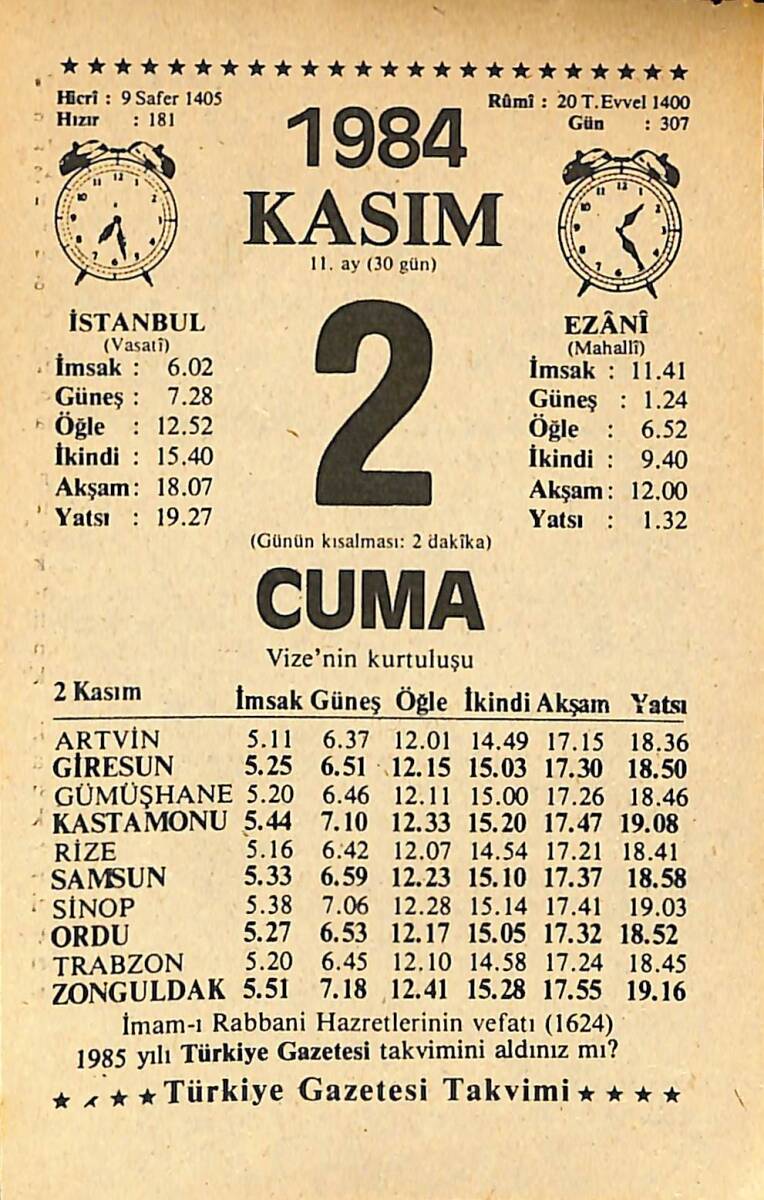 Hicrî : 9 Safer 1405
Hızır : 181
Rûmî : 20 T.Evvel 1400
Gün : 307
1984
KASIM
11. ay (30 gün)
2
İSTANBUL
(Vasatî)
İmsak : 6.02
Güneş : 7.28
Öğle : 12.52
İkindi : 15.40
Akşam : 18.07
Yatsı : 19.27
EZÂNÎ
(Mahallî)
İmsak : 11.41
Güneş : 1.24
Öğle : 6.52
İkindi : 9.40
Akşam : 12.00
Yatsı : 1.32
(Günün kısalması: 2 dakîka)
CUMA
Vize'nin kurtuluşu
2 Kasım İmsak Güneş Öğle İkindi Akşam Yatsı
ARTVİN 5.11 6.37 12.01 14.49 17.15 18.36
GİRESUN 5.25 6.51 12.15 15.03 17.30 18.50
GÜMÜŞHANE 5.20 6.46 12.11 15.00 17.26 18.46
KASTAMONU 5.44 7.10 12.33 15.20 17.47 19.08
RİZE 5.16 6.42 12.07 14.54 17.21 18.41
SAMSUN 5.33 6.59 12.23 15.10 17.37 18.58
SİNOP 5.38 7.06 12.28 15.14 17.41 19.03
ORDU 5.27 6.53 12.17 15.05 17.32 18.52
TRABZON 5.20 6.45 12.10 14.58 17.24 18.45
ZONGULDAK 5.51 7.18 12.41 15.28 17.55 19.16
İmam-ı Rabbani Hazretlerinin vefatı (1624)
1985 yılı Türkiye Gazetesi takvimini aldınız mı?
Türkiye Gazetesi Takvimi